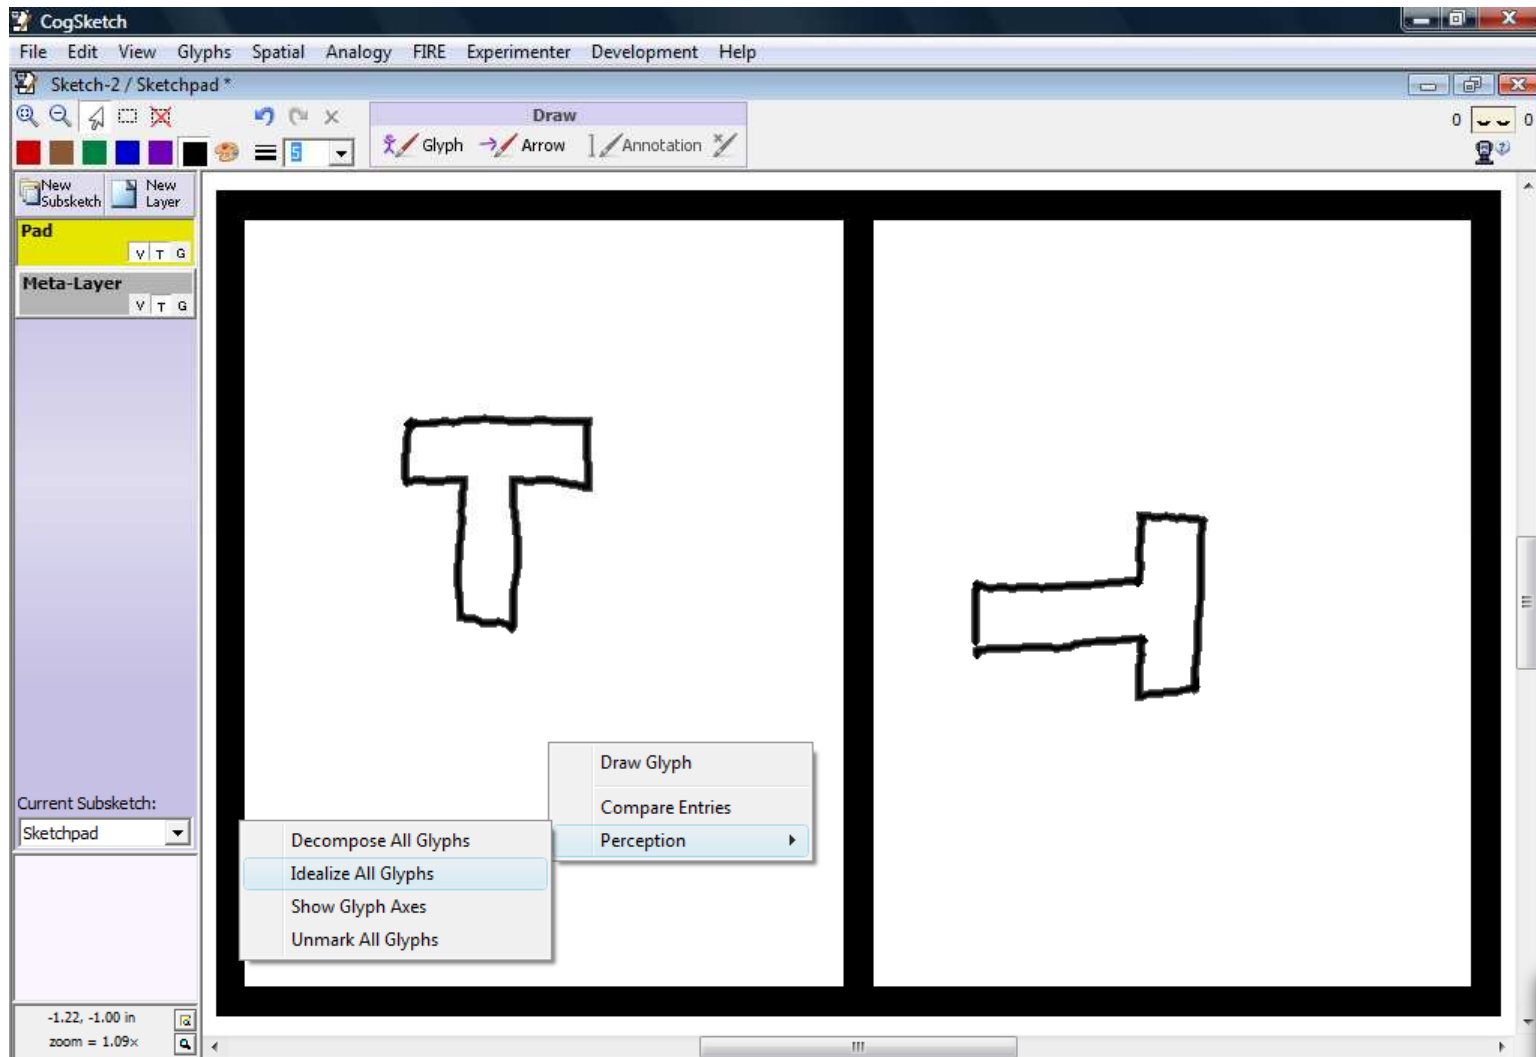 CogSketch
File Edit View Glyphs Spatial Analogy FIRE Experimenter Development Help
Sketch-2 / Sketchpad *
Draw
Glyph Arrow Annotation
5
0 0
New Subsketch
New Layer
Pad
V T G
Meta-Layer
V T G
Draw Glyph
Compare Entries
Perception
Current Subsketch:
Sketchpad
Decompose All Glyphs
Idealize All Glyphs
Show Glyph Axes
Unmark All Glyphs
-1.22, -1.00 in
zoom = 1.09×